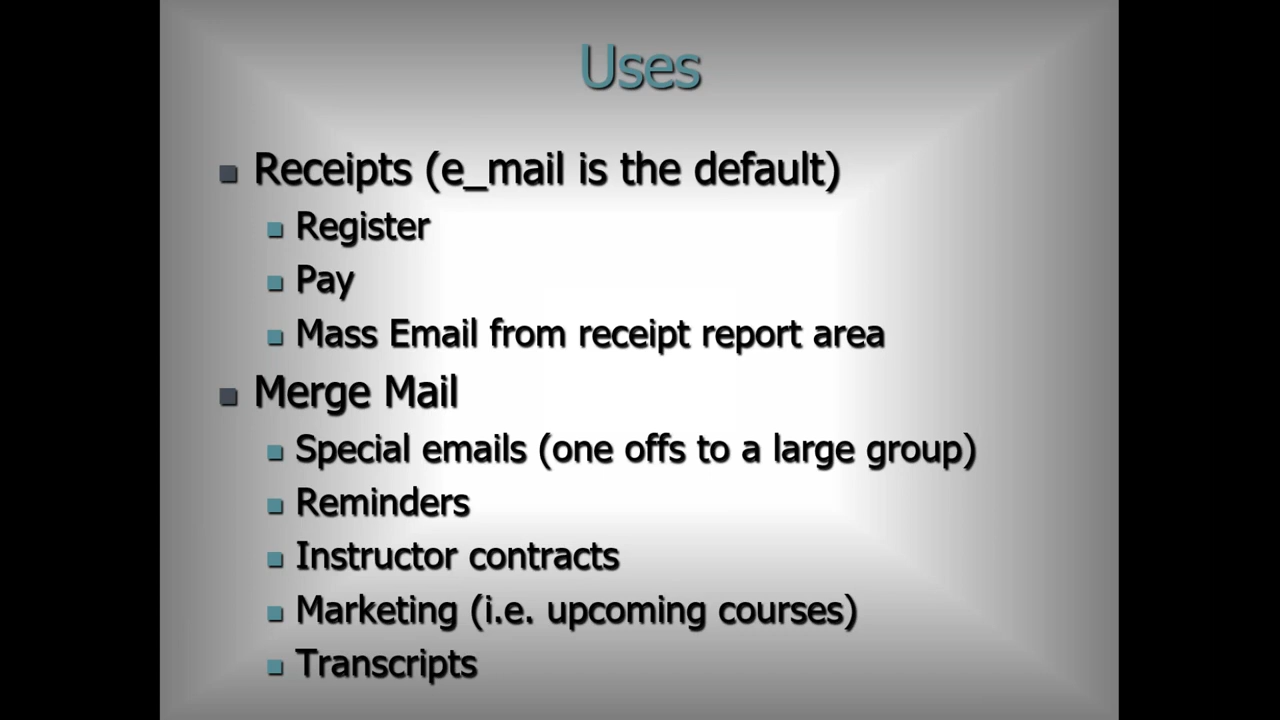 Uses
Receipts (e_mail is the default)
Register
Pay
Mass Email from receipt report area
Merge Mail
Special emails (one offs to a large group)
Reminders
Instructor contracts
Marketing (i.e. upcoming courses)
Transcripts